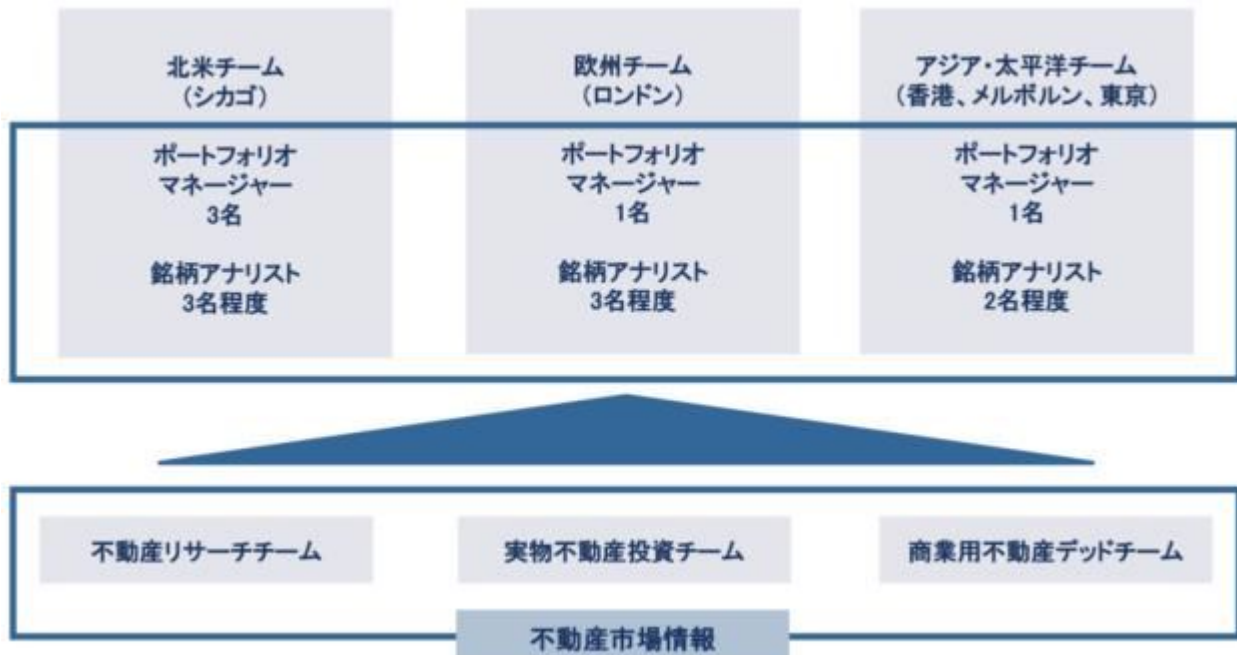 北米チーム
（シカゴ）
ポートフォリオ
マネージャー
3名
銘柄アナリスト
3名程度
欧州チーム
（ロンドン）
ポートフォリオ
マネージャー
1名
銘柄アナリスト
3名程度
アジア・太平洋チーム
（香港、メルボルン、東京）
ポートフォリオ
マネージャー
1名
銘柄アナリスト
2名程度
不動産リサーチチーム
実物不動産投資チーム
商業用不動産デッドチーム
不動産市場情報